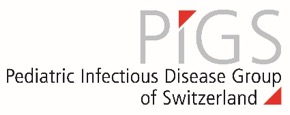 PiGS
Pediatric Infectious Disease Group
of Switzerland